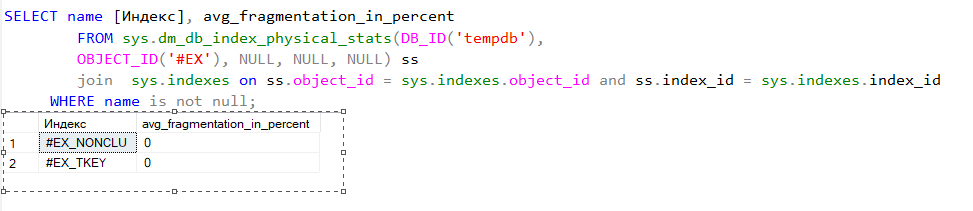 SELECT name [Индекс], avg_fragmentation_in_percent
FROM sys.dm_db_index_physical_stats(DB_ID('tempdb'),
OBJECT_ID('#EX'), NULL, NULL, NULL) ss
join sys.indexes on ss.object_id = sys.indexes.object_id and ss.index_id = sys.indexes.index_id
WHERE name is not null;
Индекс avg_fragmentation_in_percent
1 #EX_NONCLU 0
2 #EX_TKEY 0